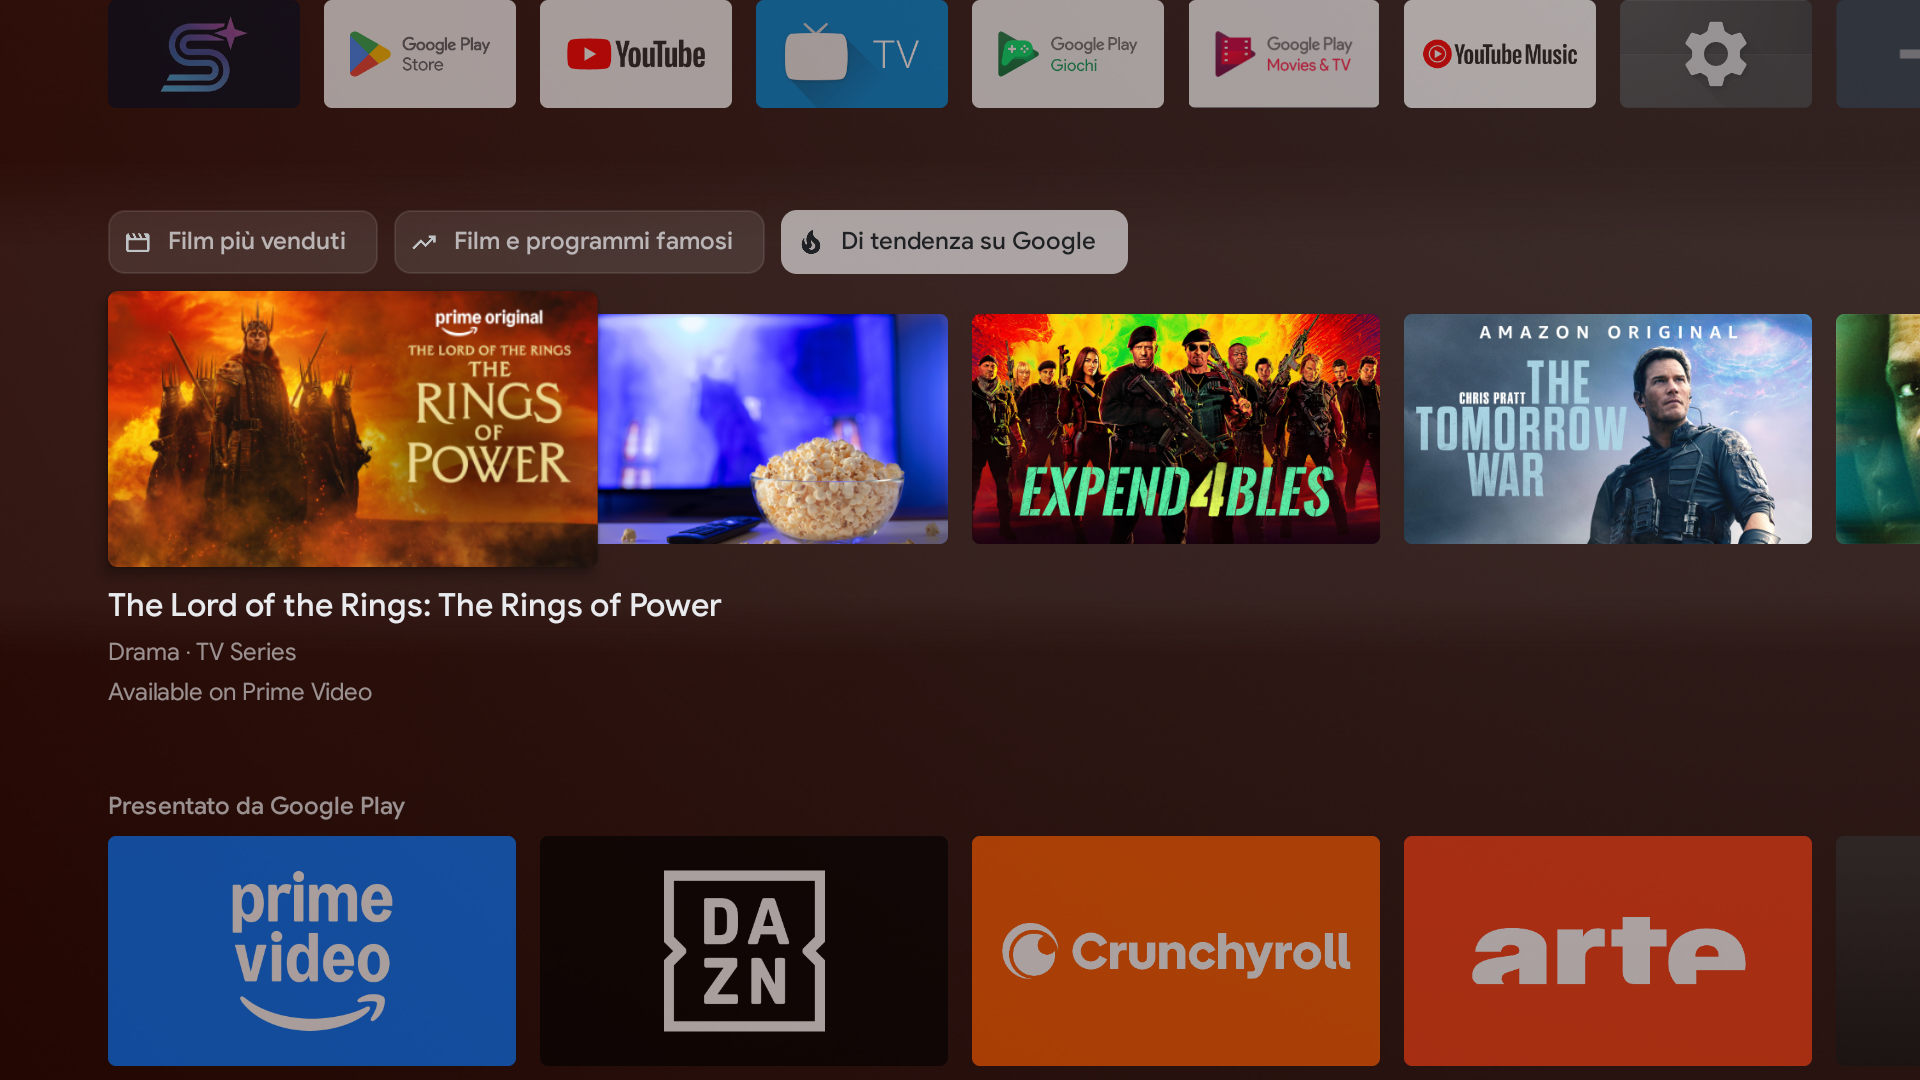 Google Play
Store
YouTube
TV
Google Play
Giochi
Google Play
Movies & TV
YouTube Music
Film più venduti
Film e programmi famosi
Di tendenza su Google
prime original
THE LORD OF THE RINGS
THE
RINGS
OF
POWER
EXPEND4BLES
AMAZON ORIGINAL
CHRIS PRATT
THE
TOMORROW
WAR
The Lord of the Rings: The Rings of Power
Drama · TV Series
Available on Prime Video
Presentato da Google Play
prime
video
DA
ZN
Crunchyroll
arte